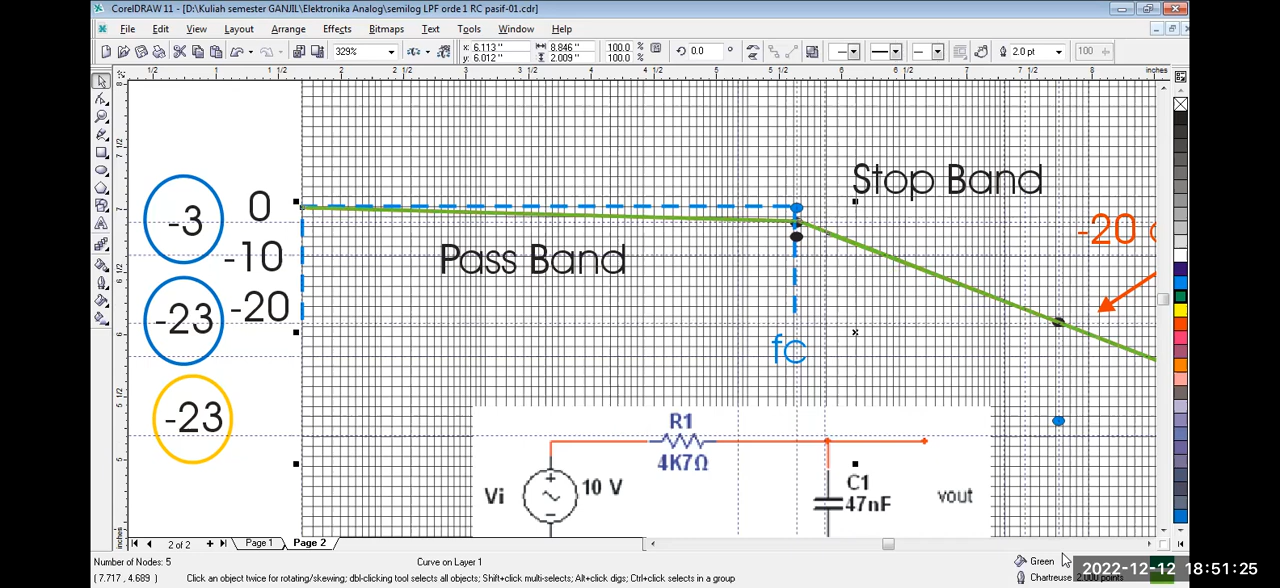 CorelDRAW 11 - [D:\Kuliah semester GANJIL\Elektronika Analog\semilog LPF orde 1 RC pasif-01.cdr]
File Edit View Layout Arrange Effects Bitmaps Text Tools Window Help
329% x: 6.113 " y: 6.012 " 8.846 " 2.009 " 100.0 100.0 % % 0.0 ° 2.0 pt 100
1/2 1 1 1/2 2 2 1/2 3 3 1/2 4 4 1/2 5 5 1/2 6 6 1/2 7 7 1/2 8 inches
Stop Band
-3 0
-20
Pass Band
-10
-23 -20
fc
-23
R1
4K7Ω
Vi 10 V
C1
47nF
vout
2 of 2 Page 1 Page 2
Number of Nodes: 5 Curve on Layer 1 Green
(7.717, 4.689 ) Click an object twice for rotating/skewing; dbl-clicking tool selects all objects; Shift+click multi-selects; Alt+click digs; Ctrl+click selects in a group Chartreuse 2.000 points
2022-12-12 18:51:25